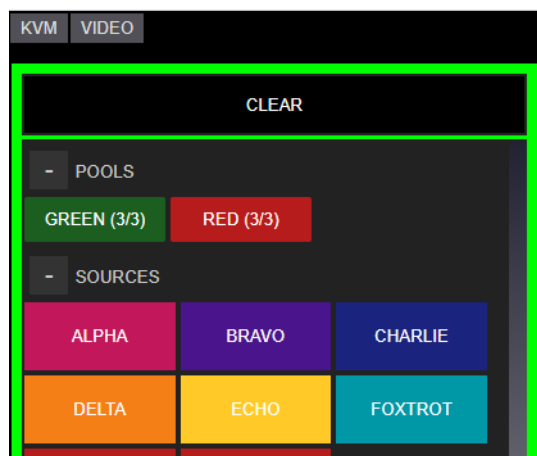 KVM VIDEO
CLEAR
- POOLS
GREEN (3/3) RED (3/3)
- SOURCES
ALPHA BRAVO CHARLIE
DELTA ECHO FOXTROT